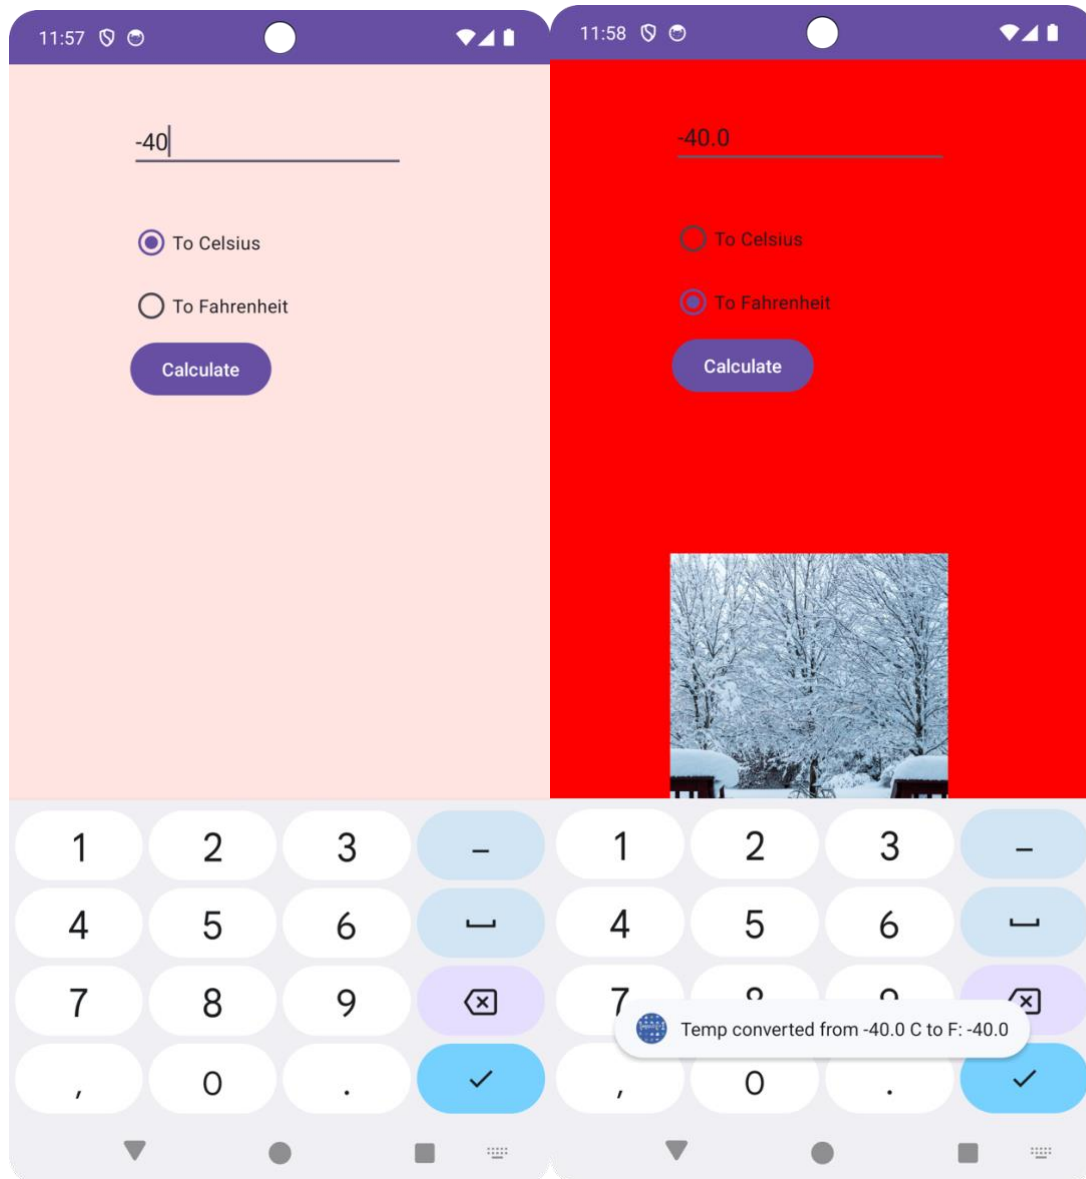 11:57
-40
To Celsius
To Fahrenheit
Calculate
1 2 3 –
4 5 6
7 8 9
, 0 .
11:58
-40.0
To Celsius
To Fahrenheit
Calculate
1 2 3 –
4 5 6
7 8 9
Temp converted from -40.0 C to F: -40.0
, 0 .